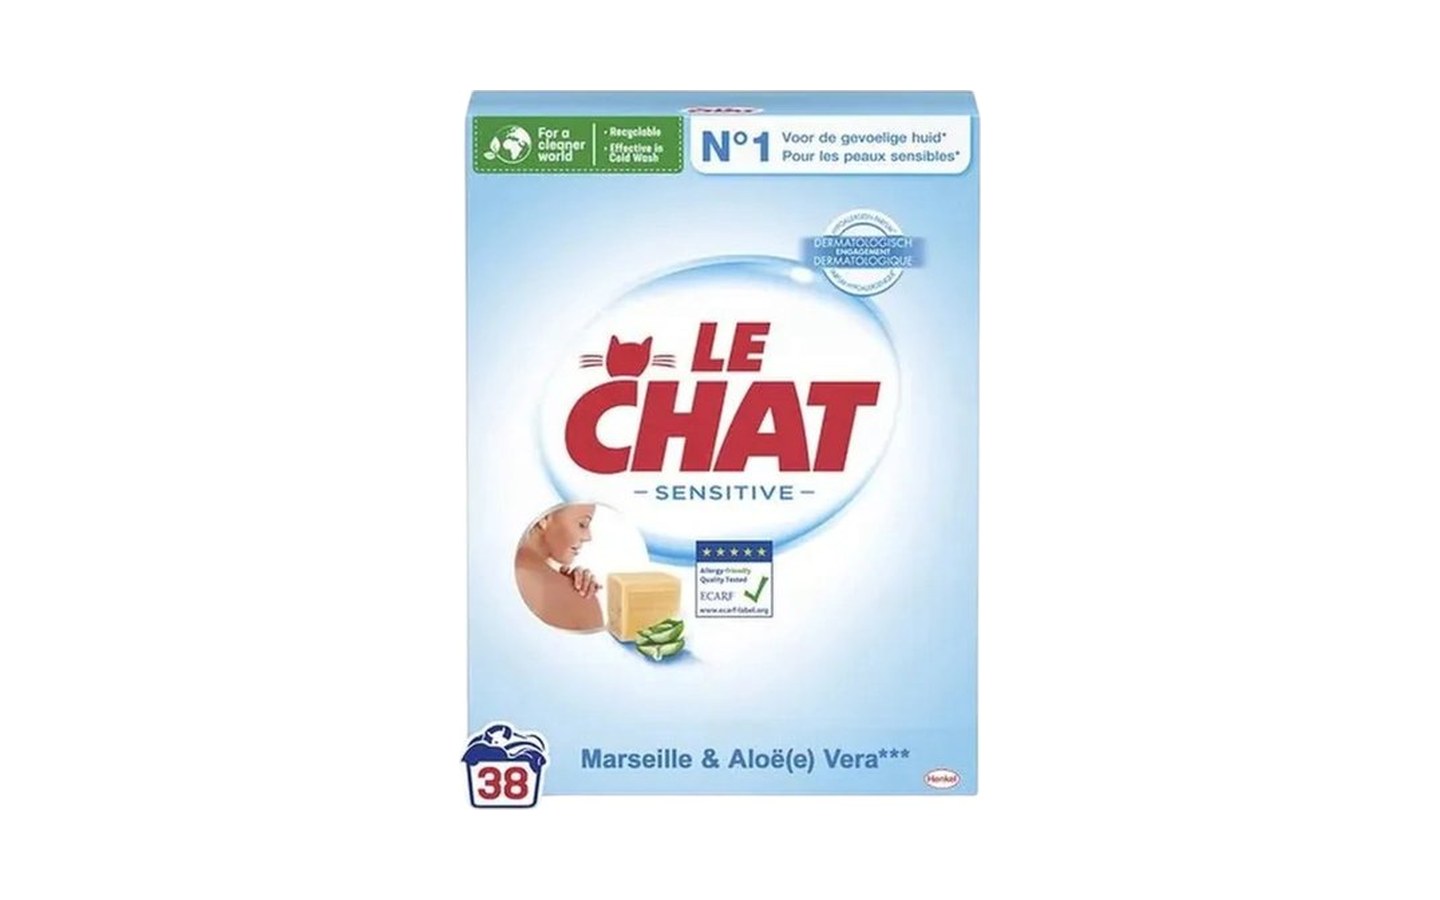 For a
cleaner
world
• Recyclable
• Effective in
Cold Wash
N°1
Voor de gevoelige huid*
Pour les peaux sensibles*
DERMATOLOGISCH
ENGAGEMENT
DERMATOLOGIQUE
LE
CHAT
– SENSITIVE –
Allergy-friendly
Quality Tested
ECARF
www.ecarf-label.org
38
Marseille & Aloë(e) Vera***
Henkel